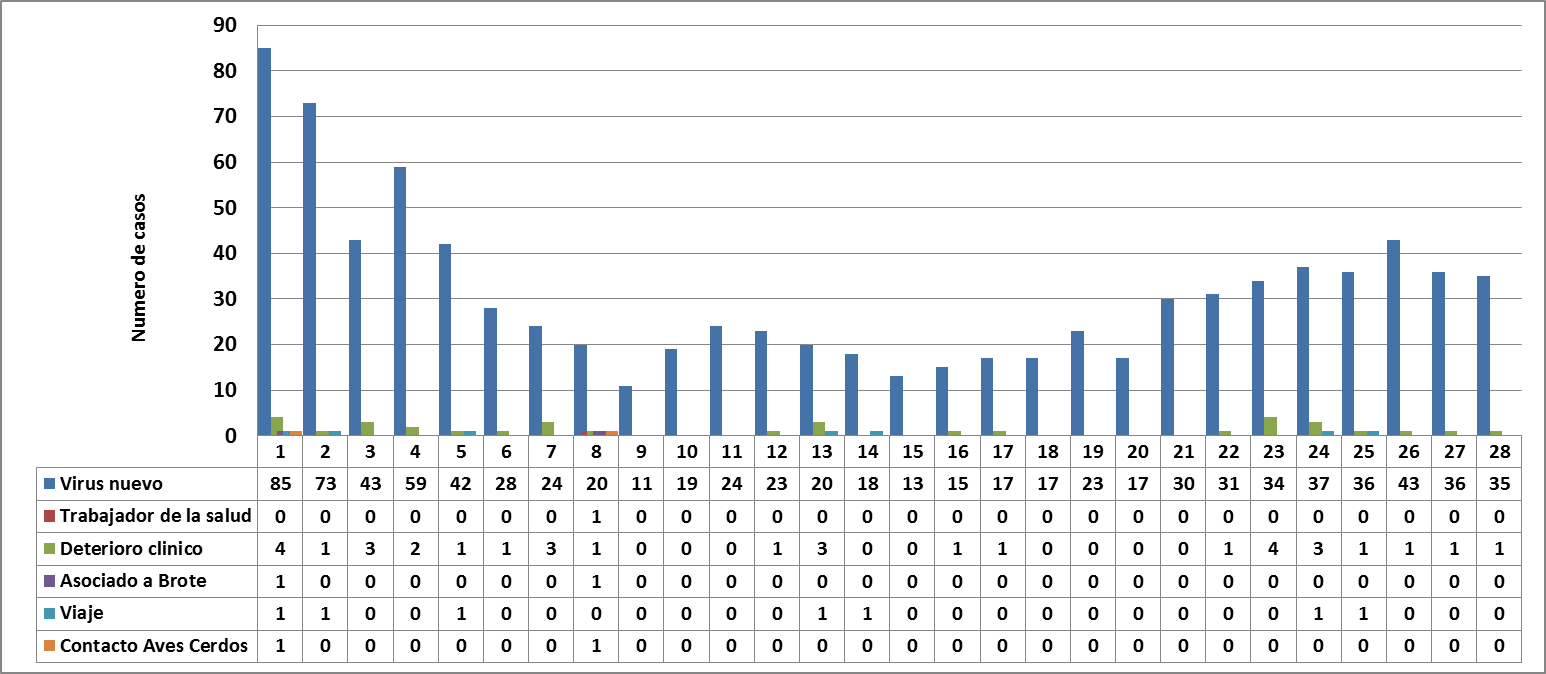 90
80
70
60
50
40
30
20
10
0
Numero de casos
1 2 3 4 5 6 7 8 9 10 11 12 13 14 15 16 17 18 19 20 21 22 23 24 25 26 27 28
Virus nuevo 85 73 43 59 42 28 24 20 11 19 24 23 20 18 13 15 17 17 23 17 30 31 34 37 36 43 36 35
Trabajador de la salud 0 0 0 0 0 0 0 1 0 0 0 0 0 0 0 0 0 0 0 0 0 0 0 0 0 0 0 0
Deterioro clinico 4 1 3 2 1 1 3 1 0 0 0 1 3 0 0 1 1 0 0 0 0 1 4 3 1 1 1 1
Asociado a Brote 1 0 0 0 0 0 0 1 0 0 0 0 0 0 0 0 0 0 0 0 0 0 0 0 0 0 0 0
Viaje 1 1 0 0 1 0 0 0 0 0 0 0 1 1 0 0 0 0 0 0 0 0 0 1 1 0 0 0
Contacto Aves Cerdos 1 0 0 0 0 0 0 1 0 0 0 0 0 0 0 0 0 0 0 0 0 0 0 0 0 0 0 0